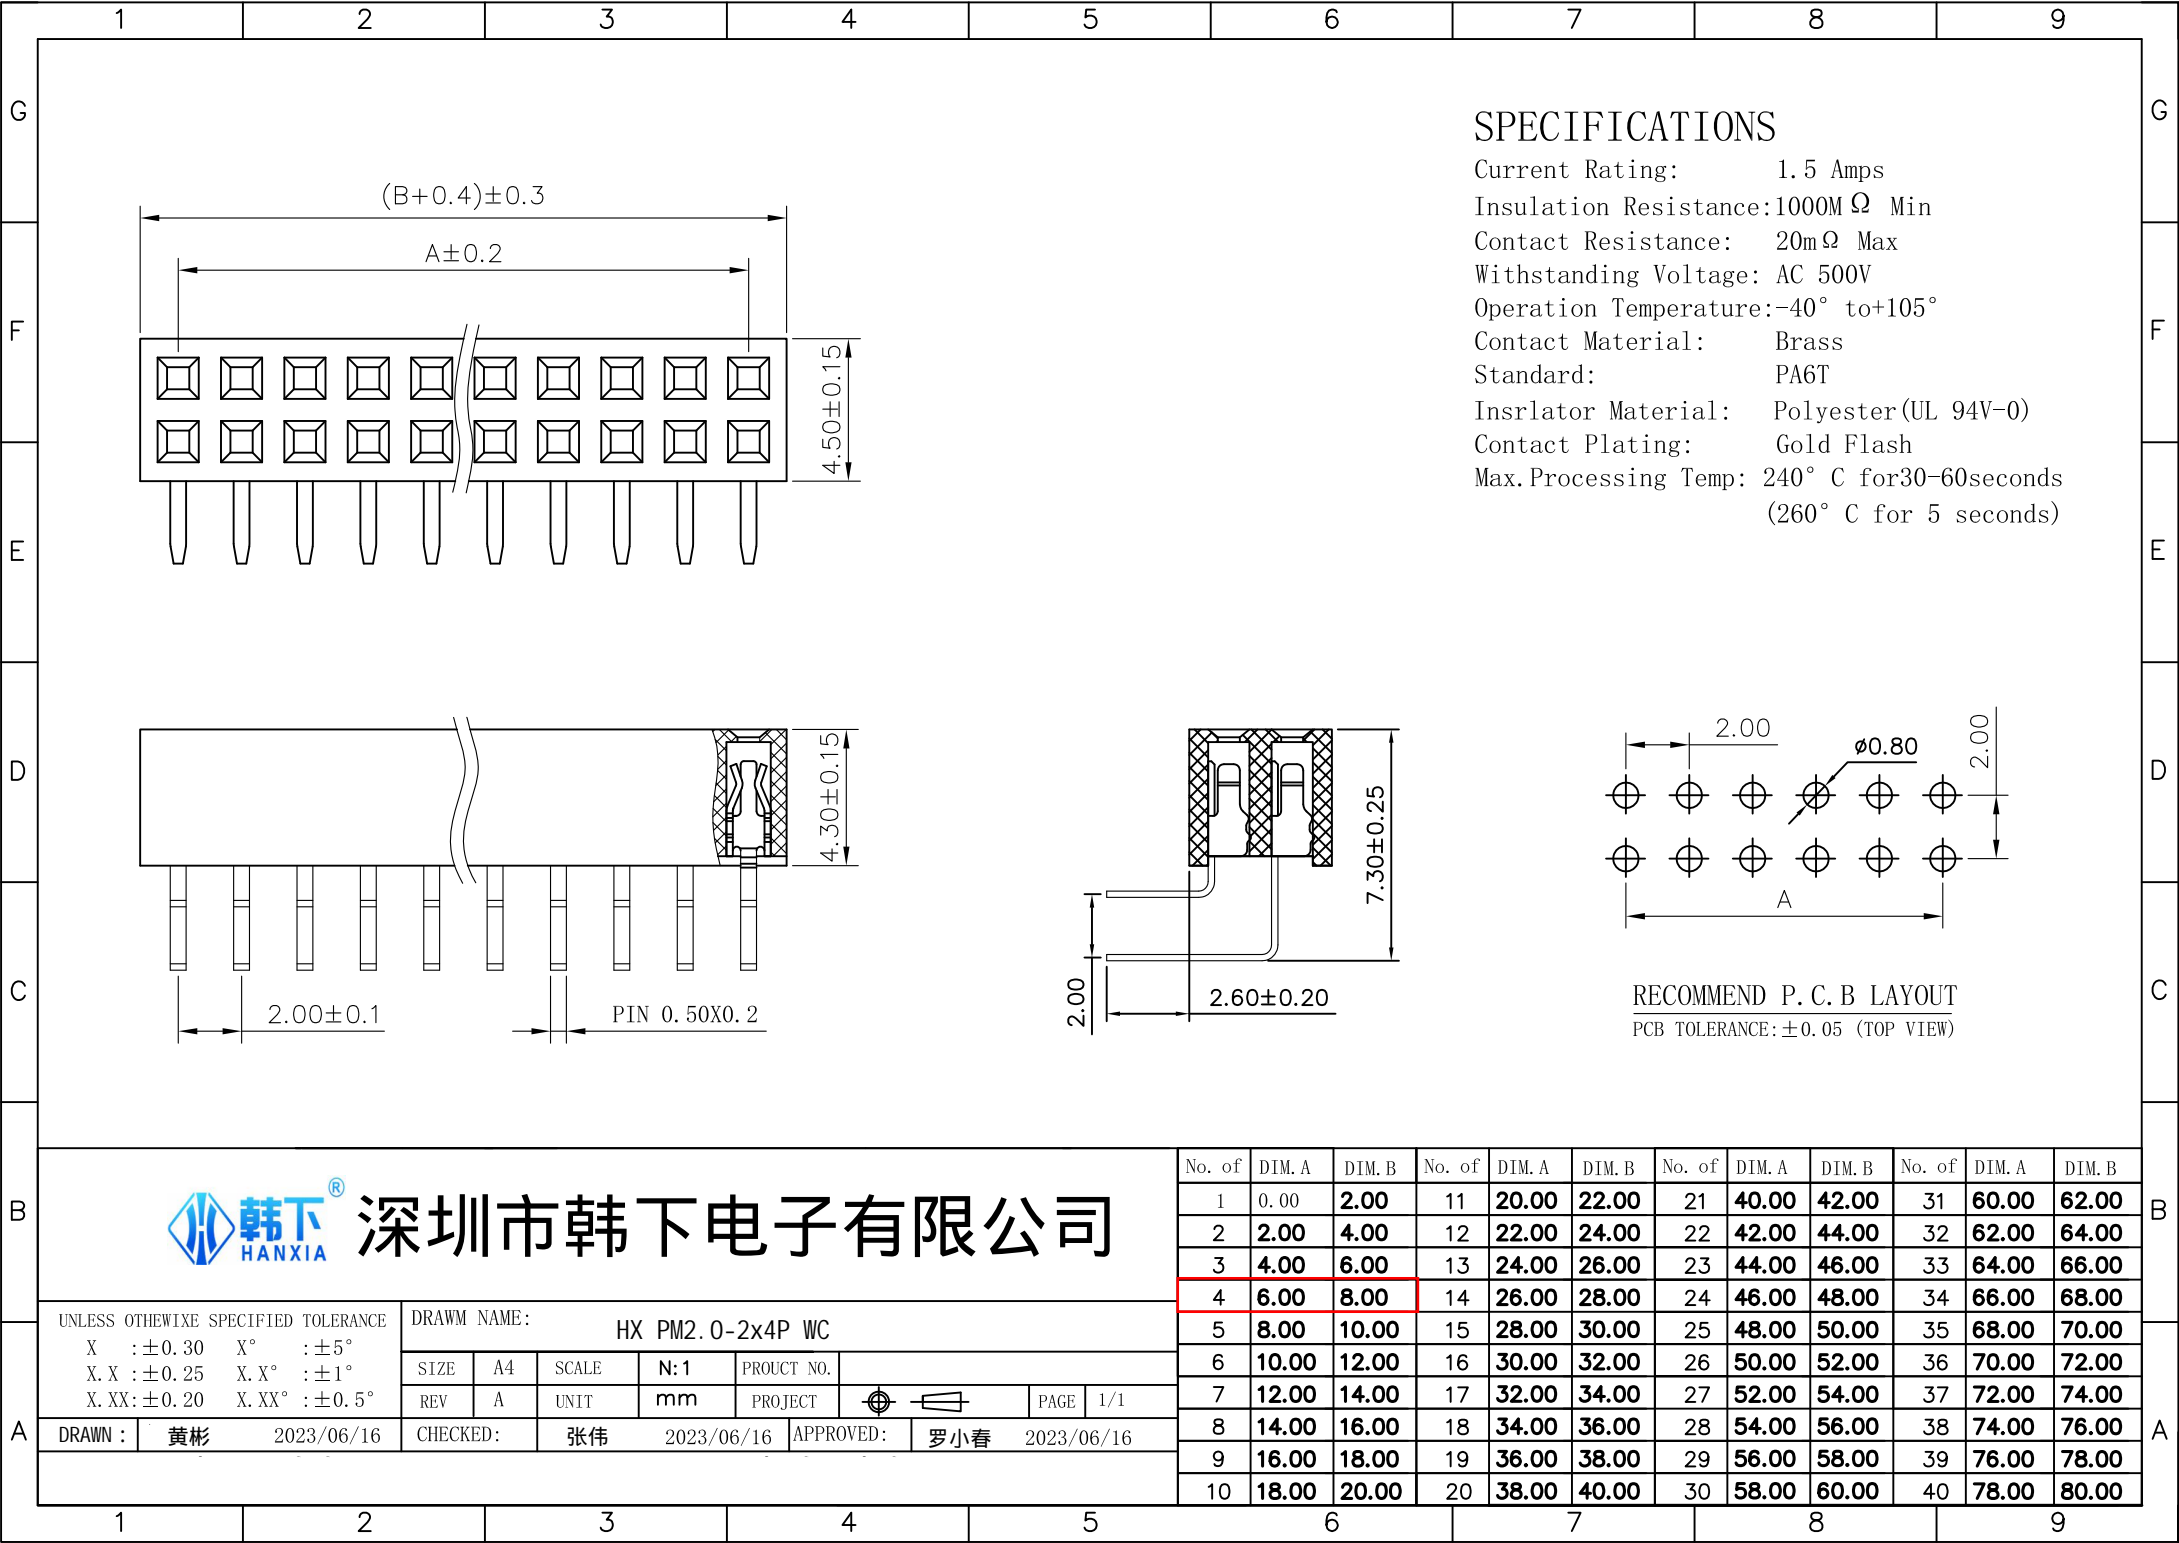 1 2 3 4 5 6 7 8 9
G G
F F
E E
D D
C C
B B
A A
SPECIFICATIONS
Current Rating: 1.5 Amps
Insulation Resistance:1000MΩ Min
Contact Resistance: 20mΩ Max
Withstanding Voltage: AC 500V
Operation Temperature:-40° to+105°
Contact Material: Brass
Standard: PA6T
Insrlator Material: Polyester(UL 94V-0)
Contact Plating: Gold Flash
Max.Processing Temp: 240°C for30-60seconds
(260°C for 5 seconds)
(B+0.4)±0.3
A±0.2
4.50±0.15
4.30±0.15
2.00±0.1
PIN 0.50X0.2
7.30±0.25
2.00
2.60±0.20
2.00
ø0.80
2.00
A
RECOMMEND P.C.B LAYOUT
PCB TOLERANCE:±0.05 (TOP VIEW)
韩下®
HANXIA
深圳市韩下电子有限公司
UNLESS OTHEWIXE SPECIFIED TOLERANCE
X :±0.30 X° :±5°
X.X :±0.25 X.X° :±1°
X.XX:±0.20 X.XX° :±0.5°
DRAWM NAME:
HX PM2.0-2x4P WC
SIZE A4 SCALE N:1 PROUCT NO.
REV A UNIT mm PROJECT PAGE 1/1
DRAWN: 黄彬 2023/06/16 CHECKED: 张伟 2023/06/16 APPROVED: 罗小春 2023/06/16
No. of DIM.A DIM.B No. of DIM.A DIM.B No. of DIM.A DIM.B No. of DIM.A DIM.B
1 0.00 2.00 11 20.00 22.00 21 40.00 42.00 31 60.00 62.00
2 2.00 4.00 12 22.00 24.00 22 42.00 44.00 32 62.00 64.00
3 4.00 6.00 13 24.00 26.00 23 44.00 46.00 33 64.00 66.00
4 6.00 8.00 14 26.00 28.00 24 46.00 48.00 34 66.00 68.00
5 8.00 10.00 15 28.00 30.00 25 48.00 50.00 35 68.00 70.00
6 10.00 12.00 16 30.00 32.00 26 50.00 52.00 36 70.00 72.00
7 12.00 14.00 17 32.00 34.00 27 52.00 54.00 37 72.00 74.00
8 14.00 16.00 18 34.00 36.00 28 54.00 56.00 38 74.00 76.00
9 16.00 18.00 19 36.00 38.00 29 56.00 58.00 39 76.00 78.00
10 18.00 20.00 20 38.00 40.00 30 58.00 60.00 40 78.00 80.00
1 2 3 4 5 6 7 8 9